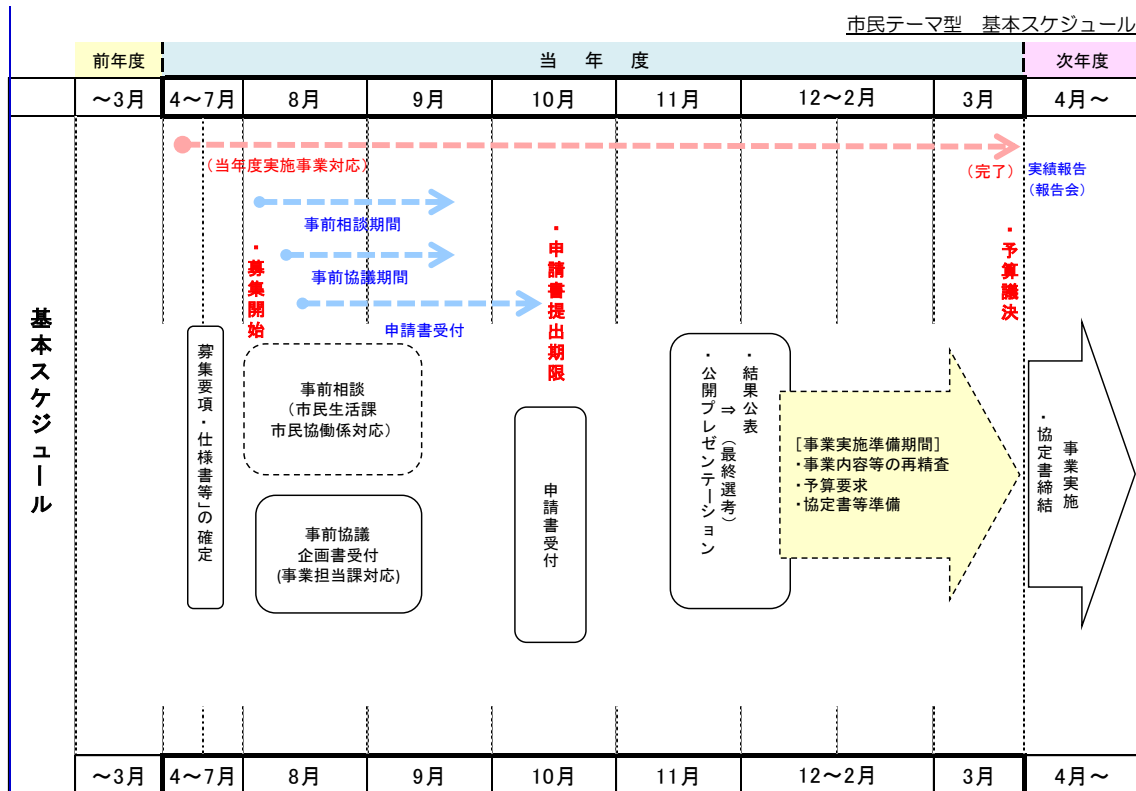 市民テーマ型　基本スケジュール
前年度
当　年　度
次年度
～3月
4～7月
8月
9月
10月
11月
12～2月
3月
4月～
基本スケジュール
（当年度実施事業対応）
（完了）
実績報告
（報告会）
事前相談期間
事前協議期間
申請書受付
・募集開始
・申請書提出期限
・予算議決
募集要項・仕様書等」の確定
事前相談
（市民生活課
市民協働係対応）
事前協議
企画書受付
(事業担当課対応)
申請書受付
・結果公表
⇒（最終選考）
・公開プレゼンテーション
［事業実施準備期間］
・事業内容等の再精査
・予算要求
・協定書等準備
事業実施
・協定書締結
～3月
4～7月
8月
9月
10月
11月
12～2月
3月
4月～